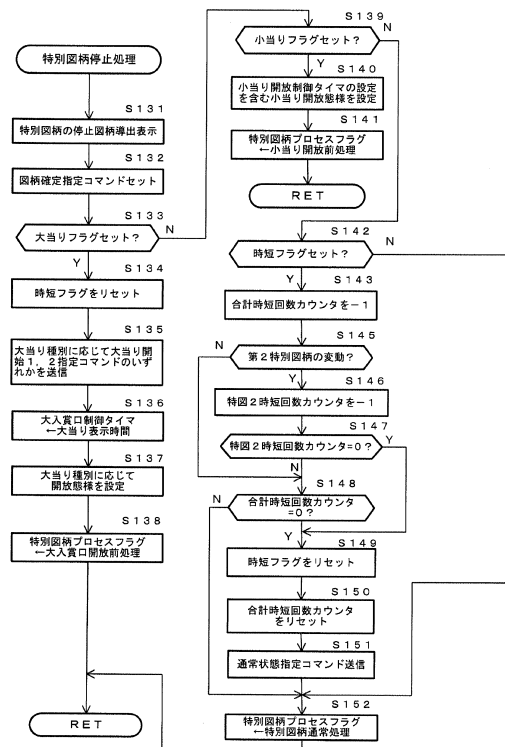 特別図柄停止処理
S131
特別図柄の停止図柄導出表示
S132
図柄確定指定コマンドセット
S133
大当りフラグセット?
N
Y
S134
時短フラグをリセット
S135
大当り種別に応じて大当り開
始1,2指定コマンドのいず
れかを送信
S136
大入賞口制御タイマ
←大当り表示時間
S137
大当り種別に応じて
開放態様を設定
S138
特別図柄プロセスフラグ
←大入賞口開放前処理
RET
S139
小当りフラグセット?
N
Y
S140
小当り開放制御タイマの設定
を含む小当り開放態様を設定
S141
特別図柄プロセスフラグ
←小当り開放前処理
RET
S142
時短フラグセット?
N
Y
S143
合計時短回数カウンタを-1
S145
第2特別図柄の変動?
N
Y
S146
特図2時短回数カウンタを-1
S147
特図2時短回数カウンタ=0?
Y
N
S148
合計時短回数カウンタ
=0?
N
Y
S149
時短フラグをリセット
S150
合計時短回数カウンタ
をリセット
S151
通常状態指定コマンド送信
S152
特別図柄プロセスフラグ
←特別図柄通常処理